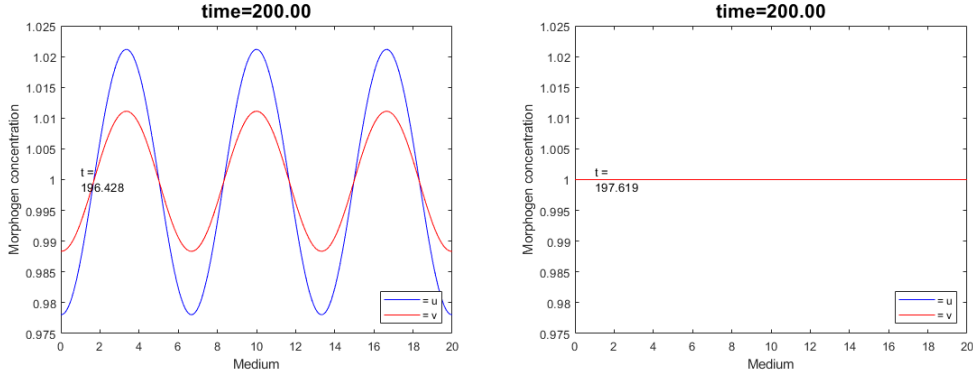 time=200.00
1.025
1.02
1.015
1.01
1.005
1
0.995
0.99
0.985
0.98
0.975
Morphogen concentration
t =
196.428
= u
= v
0 2 4 6 8 10 12 14 16 18 20
Medium
time=200.00
1.025
1.02
1.015
1.01
1.005
1
0.995
0.99
0.985
0.98
0.975
Morphogen concentration
t =
197.619
= u
= v
0 2 4 6 8 10 12 14 16 18 20
Medium